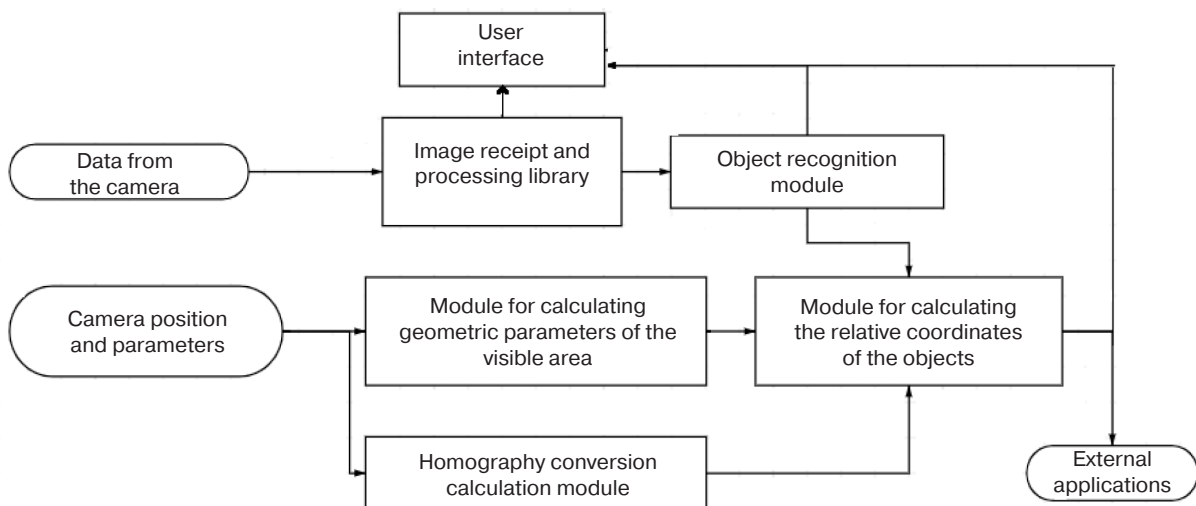 User
interface
Data from
the camera
Image receipt and
processing library
Object recognition
module
Camera position
and parameters
Module for calculating
geometric parameters of the
visible area
Module for calculating
the relative coordinates
of the objects
Homography conversion
calculation module
External
applications